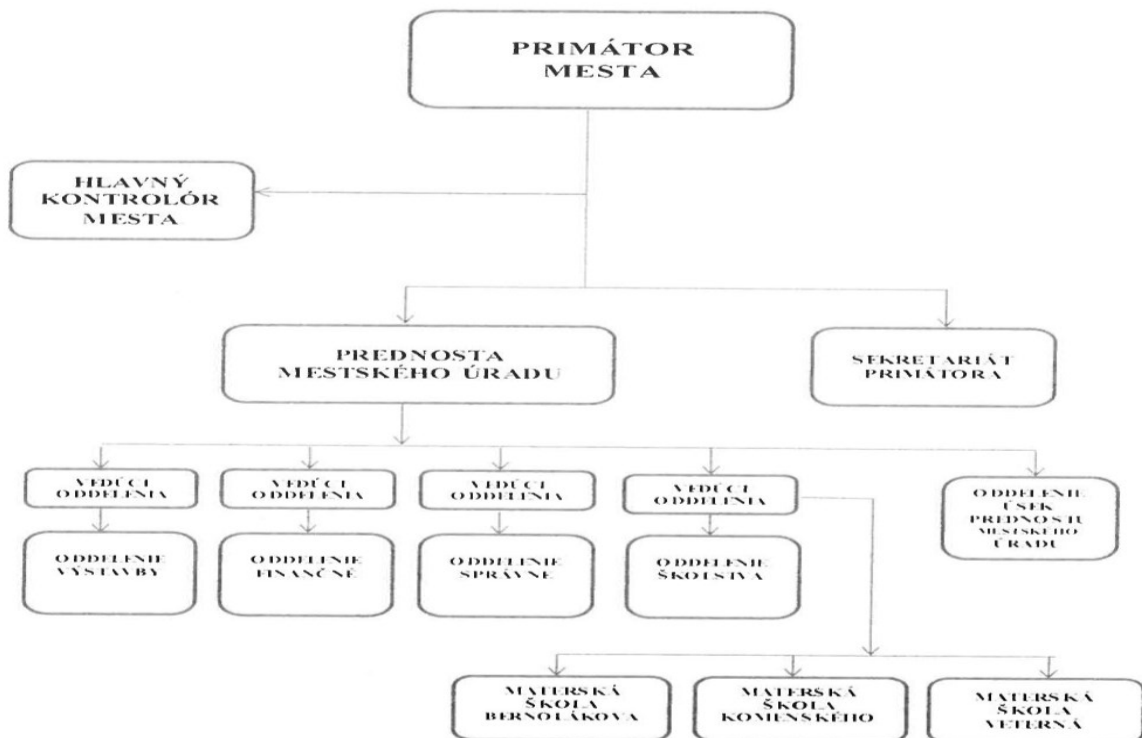 PRIMÁTOR
MESTA
HLAVNÝ
KONTROLÓR
MESTA
PREDNOSTA
MESTSKÉHO ÚRADU
SEKRETARIÁT
PRIMÁTORA
VEDÚCI
ODDELENIA
VEDÚCI
ODDELENIA
VEDÚCI
ODDELENIA
VEDÚCI
ODDELENIA
ODDELENIE
ÚSEK
PREDNOSTU
MESTSKÉHO
ÚRADU
ODDELENIE
VÝSTAVBY
ODDELENIE
FINANČNÉ
ODDELENIE
SPRÁVNE
ODDELENIE
ŠKOLSTVA
MATERSKÁ
ŠKOLA
BERNOLÁKOVA
MATERSKÁ
ŠKOLA
KOMENSKÉHO
MATERSKÁ
ŠKOLA
VETERNÁ